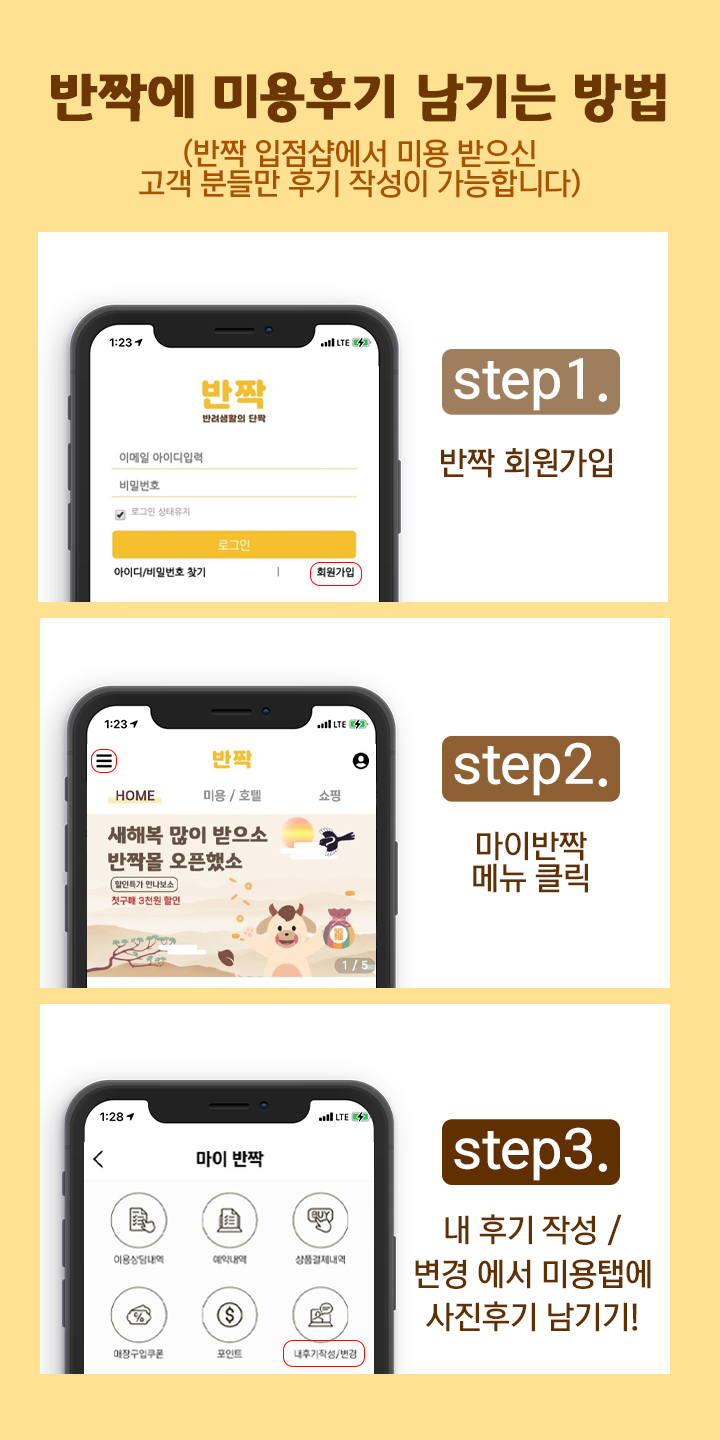 반짝에 미용후기 남기는 방법
(반짝 입점샵에서 미용 받으신
고객 분들만 후기 작성이 가능합니다)
1:23
LTE
반짝
반려생활의 단짝
이메일 아이디입력
비밀번호
로그인 상태유지
로그인
아이디/비밀번호 찾기 | 회원가입
step1.
반짝 회원가입
1:23
LTE
반짝
HOME 미용 / 호텔 쇼핑
새해복 많이 받으소
반짝몰 오픈했소
할인특가 만나보소
첫구매 3천원 할인
福
1 / 5
step2.
마이반짝
메뉴 클릭
1:28
LTE
마이 반짝
BUY
이용상담내역 예약내역 상품결제내역
%
$
매장구입쿠폰 포인트 내후기작성/변경
step3.
내 후기 작성 /
변경 에서 미용탭에
사진후기 남기기!